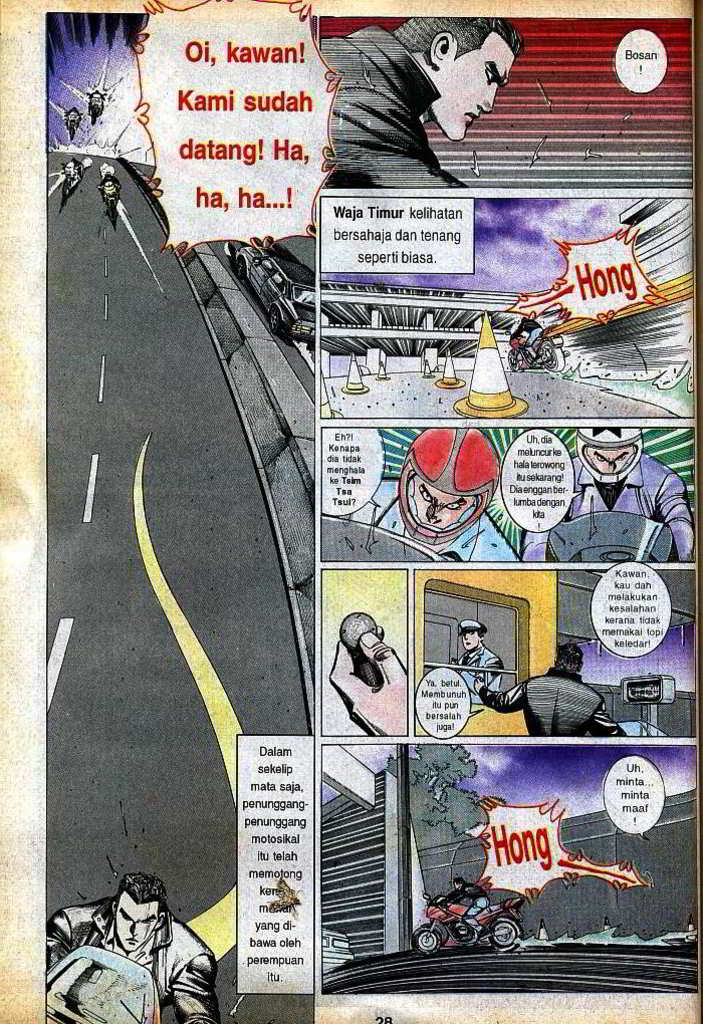 Oi, kawan!
Kami sudah
datang! Ha,
ha, ha...!
Dalam
sekelip
mata saja,
penunggang-
penunggang
motosikal
itu telah
memotong
yang di-
bawa oleh
perempuan
itu.
Bosan
!
Waja Timur kelihatan
bersahaja dan tenang
seperti biasa.
Hong
Eh?!
Kenapa
dia tidak
menghala
ke Tsim
Tsa
Tsui?
Uh, dia
meluncur ke
hala terowong
itu sekarang!
Dia enggan ber-
lumba dengan
kita
!
Kawan,
kau dah
melakukan
kesalahan
kerana tidak
memakai topi
keledar!
Ya, betul.
Membunuh
itu pun
bersalah
juga!
Uh,
minta...
minta
maaf
!
Hong
28